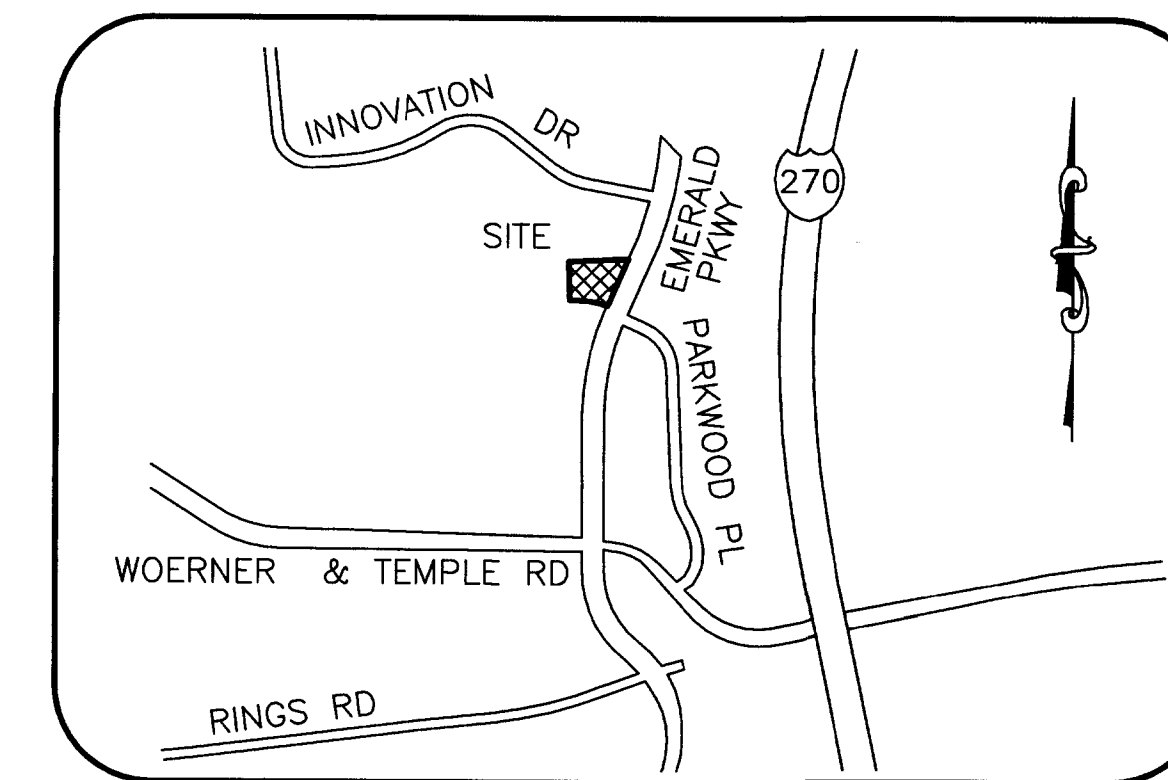 INNOVATION DR
270
EMERALD
PKWY
SITE
PARKWOOD PL
WOERNER & TEMPLE RD
RINGS RD